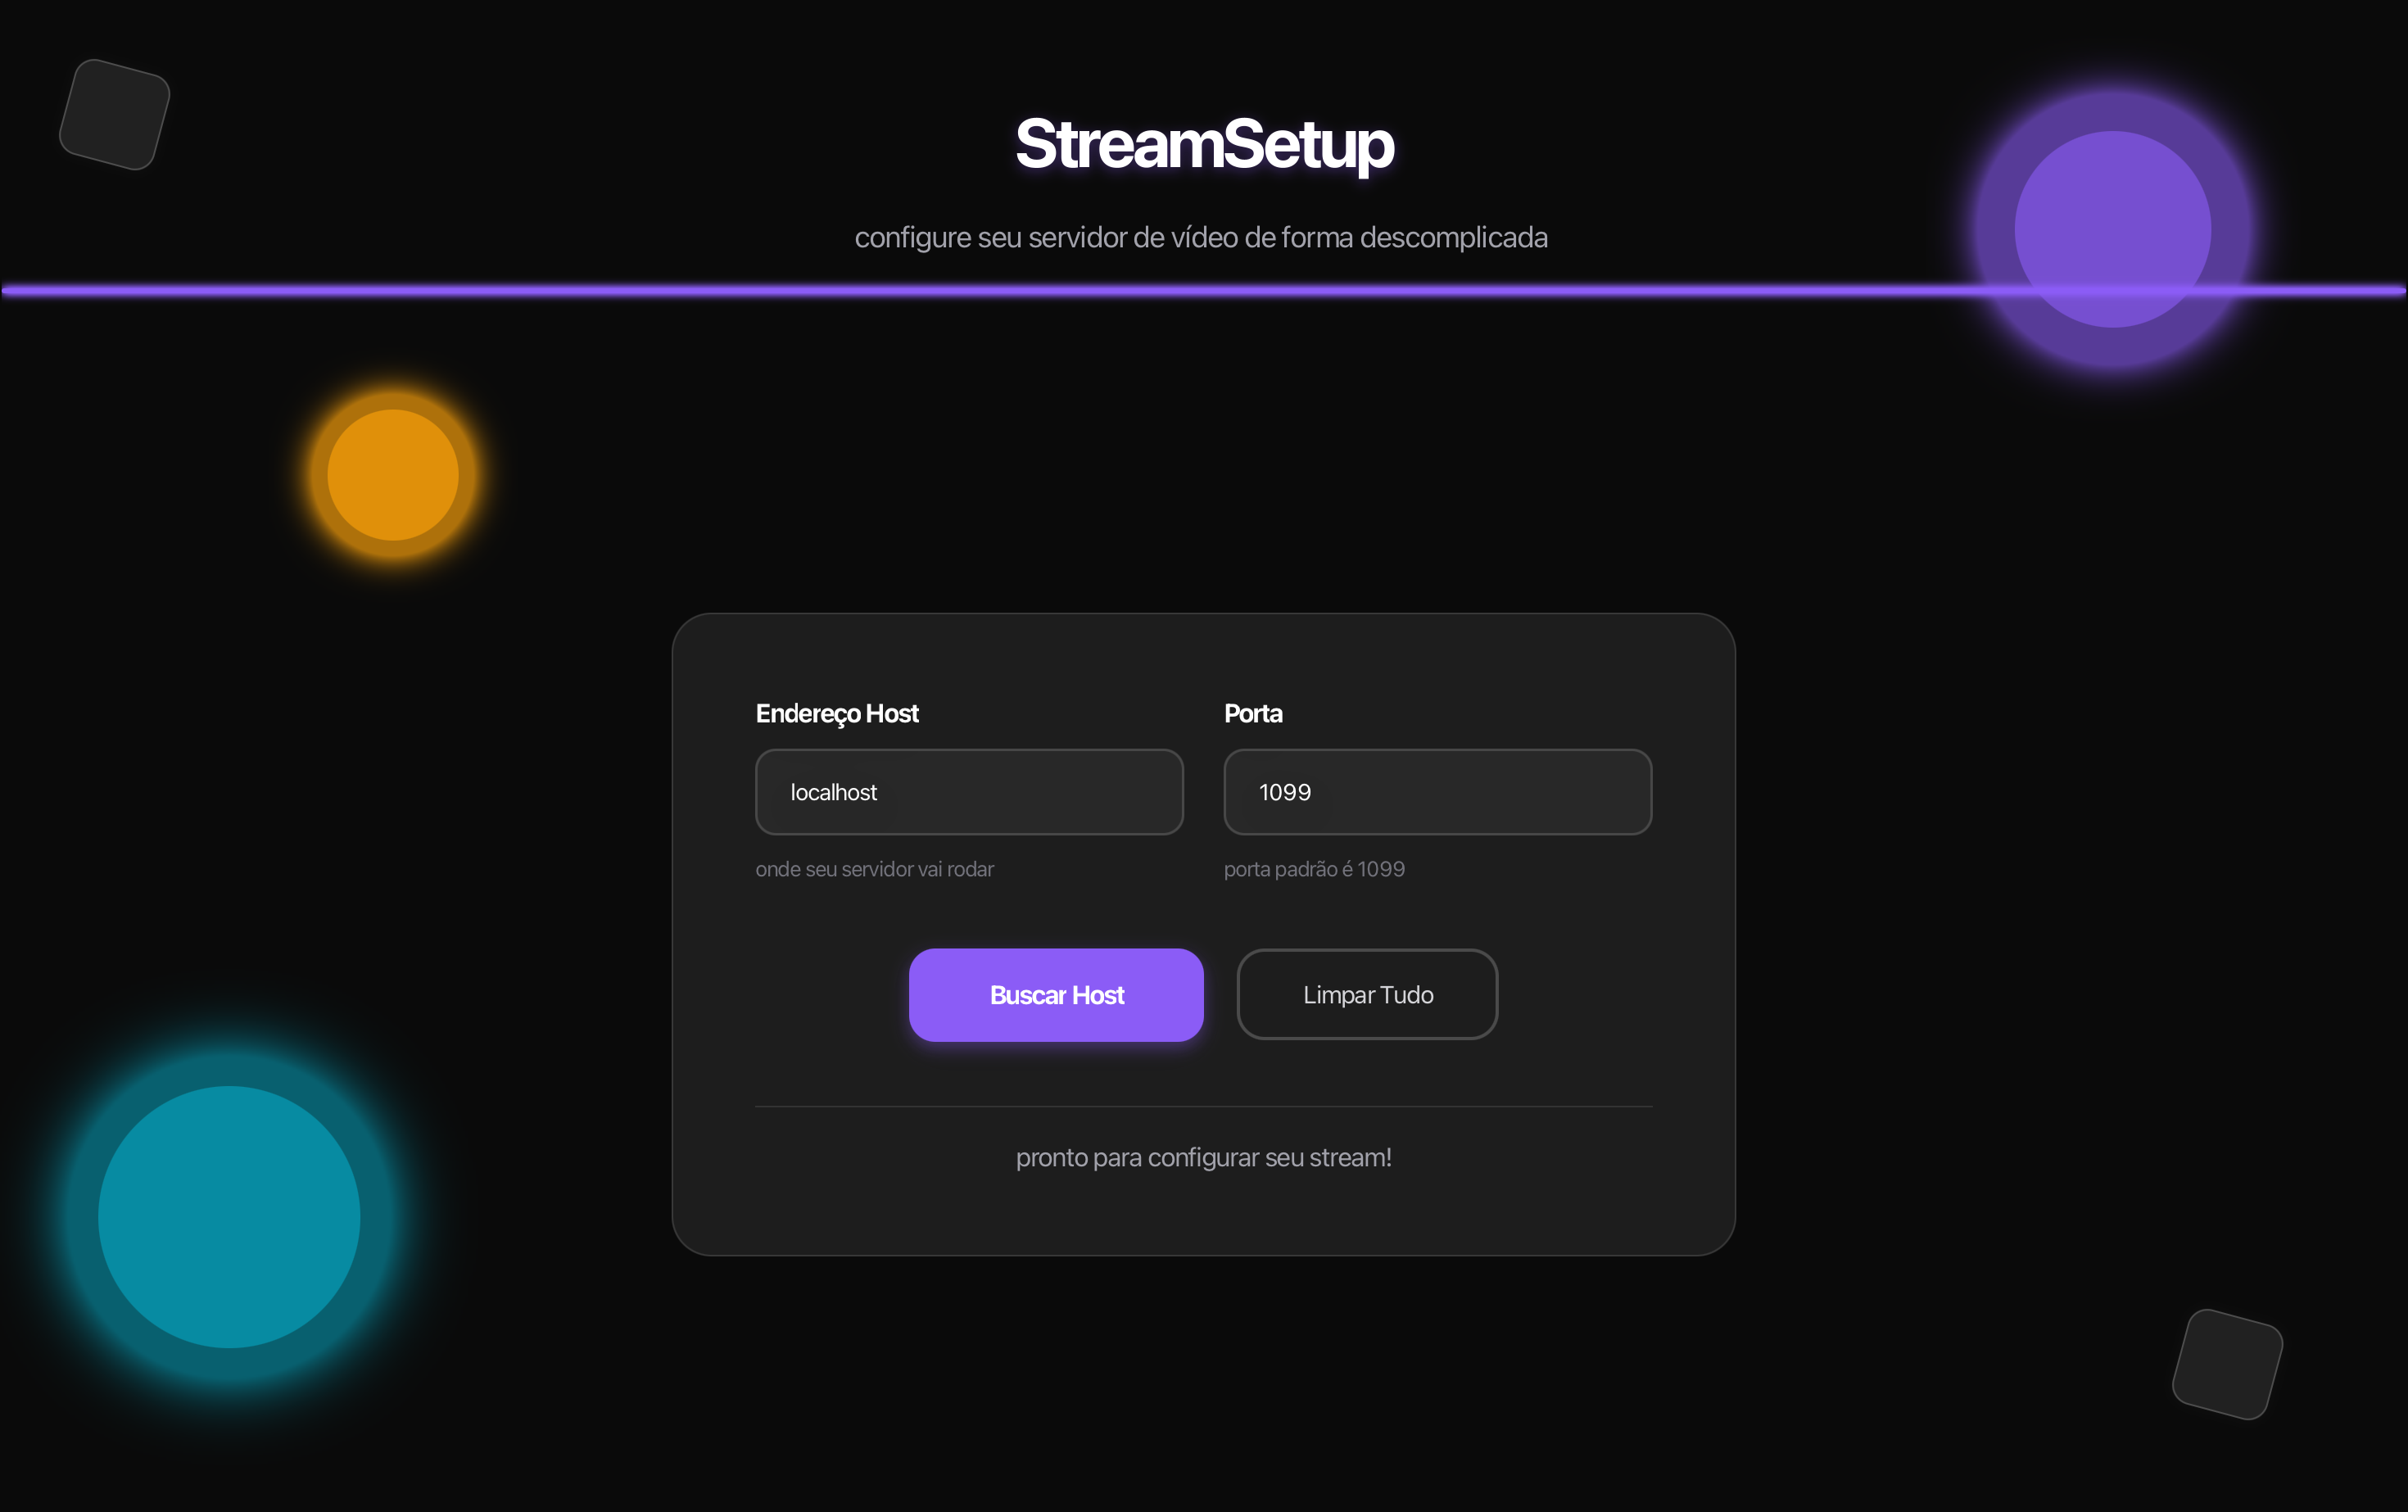 StreamSetup
configure seu servidor de vídeo de forma descomplicada
Endereço Host
Porta
localhost
1099
onde seu servidor vai rodar
porta padrão é 1099
Buscar Host
Limpar Tudo
pronto para configurar seu stream!